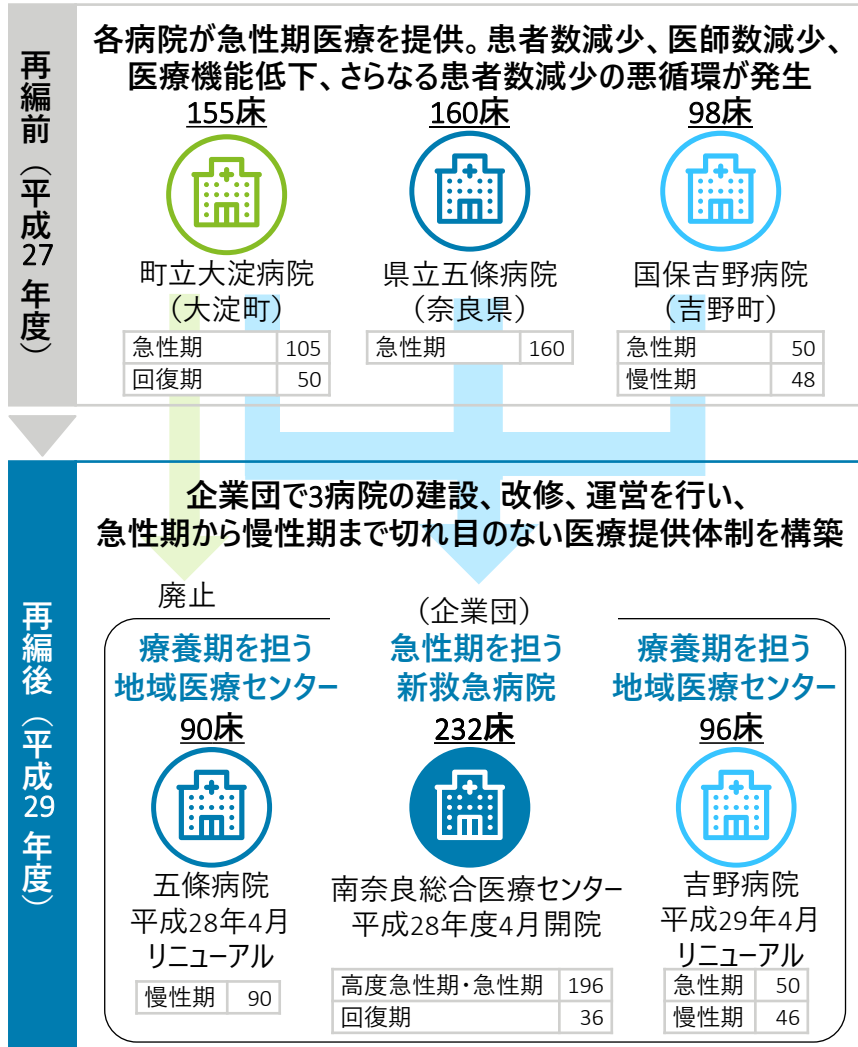 再編前（平成27年度）
各病院が急性期医療を提供。患者数減少、医師数減少、
医療機能低下、さらなる患者数減少の悪循環が発生
155床
160床
98床
町立大淀病院
（大淀町）
県立五條病院
（奈良県）
国保吉野病院
（吉野町）
急性期 105
回復期 50
急性期 160
急性期 50
慢性期 48
再編後（平成29年度）
企業団で3病院の建設、改修、運営を行い、
急性期から慢性期まで切れ目のない医療提供体制を構築
廃止
（企業団）
療養期を担う
地域医療センター
90床
急性期を担う
新救急病院
232床
療養期を担う
地域医療センター
96床
五條病院
平成28年4月
リニューアル
南奈良総合医療センター
平成28年度4月開院
吉野病院
平成29年4月
リニューアル
慢性期 90
高度急性期・急性期 196
回復期 36
急性期 50
慢性期 46